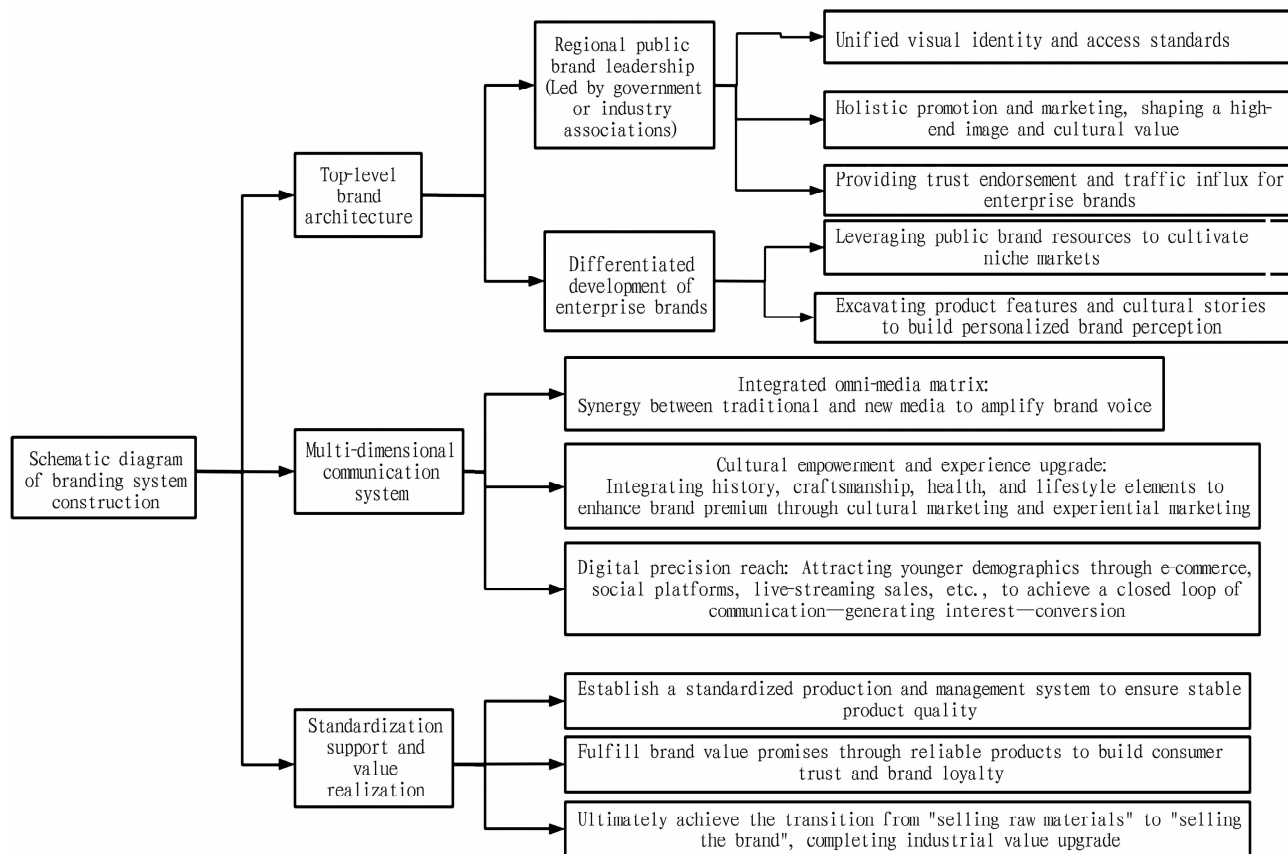 Schematic diagram
of branding system
construction
Top-level
brand
architecture
Regional public
brand leadership
(Led by government
or industry
associations)
Unified visual identity and access standards
Holistic promotion and marketing, shaping a high-
end image and cultural value
Providing trust endorsement and traffic influx for
enterprise brands
Differentiated
development of
enterprise brands
Leveraging public brand resources to cultivate
niche markets
Excavating product features and cultural stories
to build personalized brand perception
Multi-dimensional
communication
system
Integrated omni-media matrix:
Synergy between traditional and new media to amplify brand voice
Cultural empowerment and experience upgrade:
Integrating history, craftsmanship, health, and lifestyle elements to
enhance brand premium through cultural marketing and experiential marketing
Digital precision reach: Attracting younger demographics through e-commerce,
social platforms, live-streaming sales, etc., to achieve a closed loop of
communication—generating interest—conversion
Standardization
support and
value
realization
Establish a standardized production and management system to ensure stable
product quality
Fulfill brand value promises through reliable products to build consumer
trust and brand loyalty
Ultimately achieve the transition from "selling raw materials" to "selling
the brand", completing industrial value upgrade